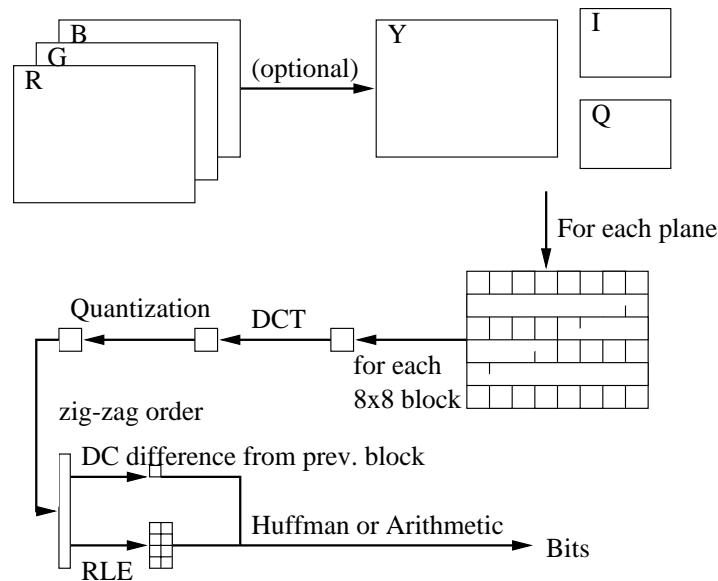 B
G
R
(optional)
Y
I
Q
For each plane
Quantization
DCT
for each
8x8 block
zig-zag order
DC difference from prev. block
Huffman or Arithmetic
Bits
RLE